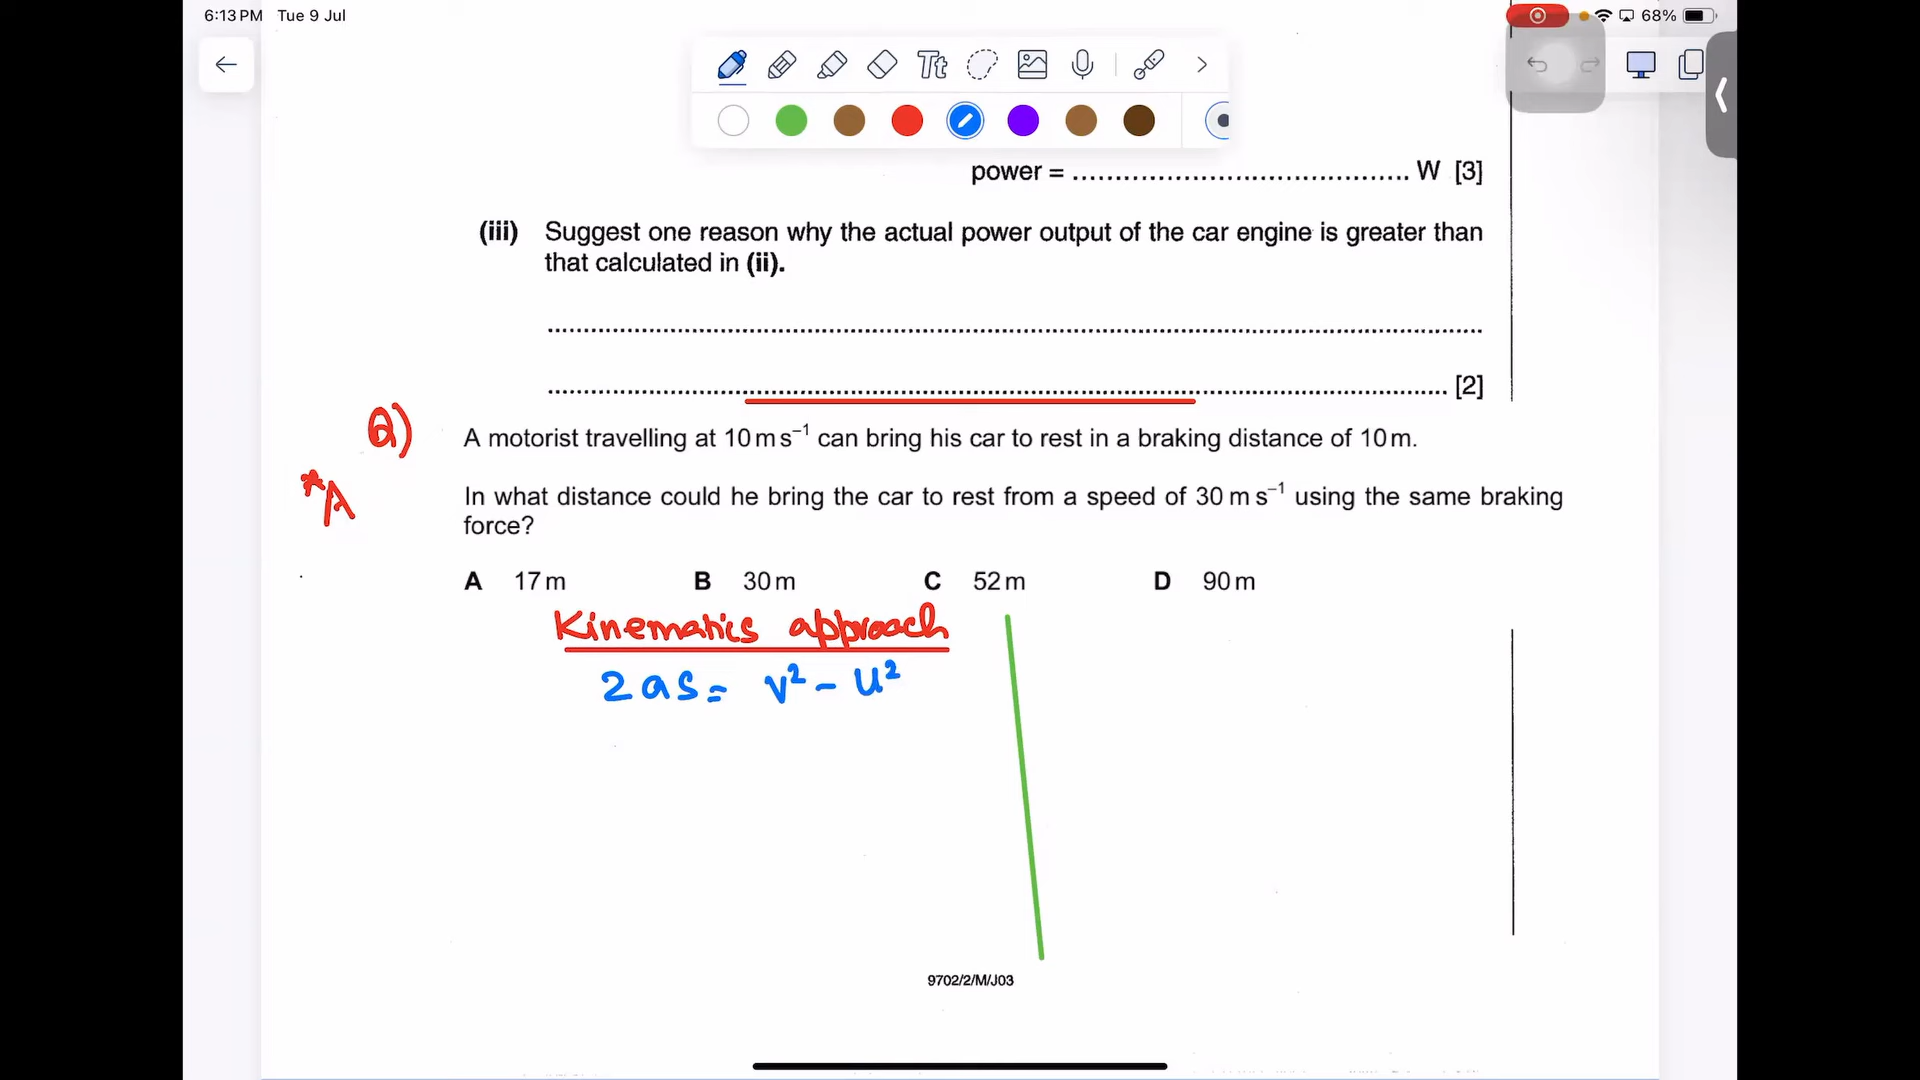 6:13 PM Tue 9 Jul
68%
Tt
power = ........................................ W [3]
(iii) Suggest one reason why the actual power output of the car engine is greater than
that calculated in (ii).
..........................................................................................................
.......................................................................................................... [2]
Q)
A motorist travelling at 10 m s⁻¹ can bring his car to rest in a braking distance of 10 m.
*A
In what distance could he bring the car to rest from a speed of 30 m s⁻¹ using the same braking
force?
A 17 m B 30 m C 52 m D 90 m
Kinematics approach
2as = v² - u²
9702/2/M/J03